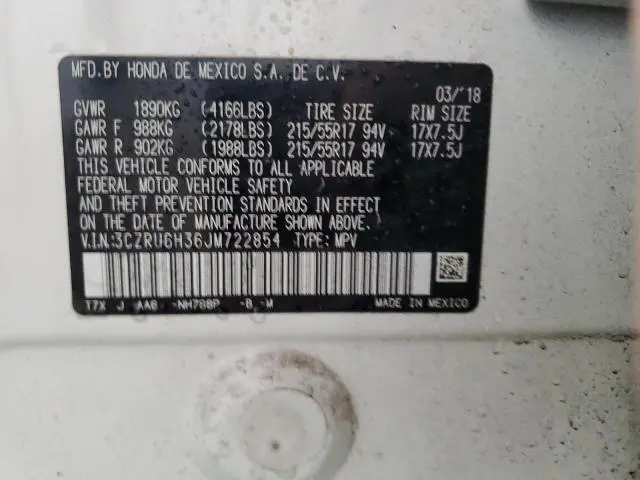 MFD.BY HONDA DE MEXICO S.A. DE C.V.
03/'18
GVWR 1890KG (4166LBS) TIRE SIZE RIM SIZE
GAWR F 988KG (2178LBS) 215/55R17 94V 17X7.5J
GAWR R 902KG (1988LBS) 215/55R17 94V 17X7.5J
THIS VEHICLE CONFORMS TO ALL APPLICABLE
FEDERAL MOTOR VEHICLE SAFETY
AND THEFT PREVENTION STANDARDS IN EFFECT
ON THE DATE OF MANUFACTURE SHOWN ABOVE.
V.I.N.:3CZRU6H36JM722854 TYPE: MPV
T7X J AA6 -NH788P -B -M MADE IN MEXICO